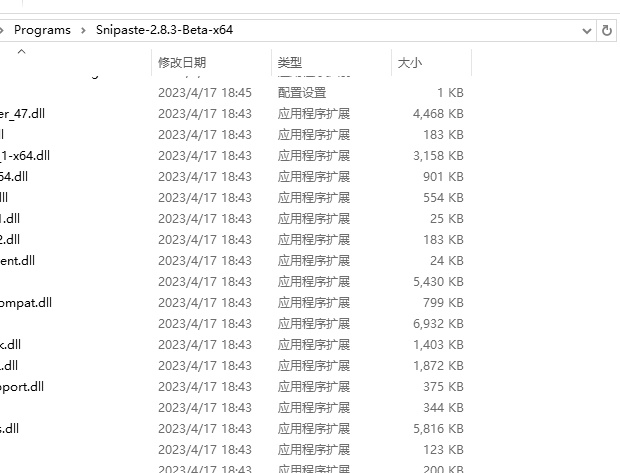 Programs > Snipaste-2.8.3-Beta-x64
修改日期 类型 大小
2023/4/17 18:45 配置设置 1 KB
er_47.dll 2023/4/17 18:43 应用程序扩展 4,468 KB
ll 2023/4/17 18:43 应用程序扩展 183 KB
_1-x64.dll 2023/4/17 18:43 应用程序扩展 3,158 KB
64.dll 2023/4/17 18:43 应用程序扩展 901 KB
dll 2023/4/17 18:43 应用程序扩展 554 KB
1.dll 2023/4/17 18:43 应用程序扩展 25 KB
2.dll 2023/4/17 18:43 应用程序扩展 183 KB
ent.dll 2023/4/17 18:43 应用程序扩展 24 KB
2023/4/17 18:43 应用程序扩展 5,430 KB
ompat.dll 2023/4/17 18:43 应用程序扩展 799 KB
2023/4/17 18:43 应用程序扩展 6,932 KB
k.dll 2023/4/17 18:43 应用程序扩展 1,403 KB
.dll 2023/4/17 18:43 应用程序扩展 1,872 KB
pport.dll 2023/4/17 18:43 应用程序扩展 375 KB
2023/4/17 18:43 应用程序扩展 344 KB
s.dll 2023/4/17 18:43 应用程序扩展 5,816 KB
2023/4/17 18:43 应用程序扩展 123 KB
2023/4/17 18:43 应用程序扩展 200 KB